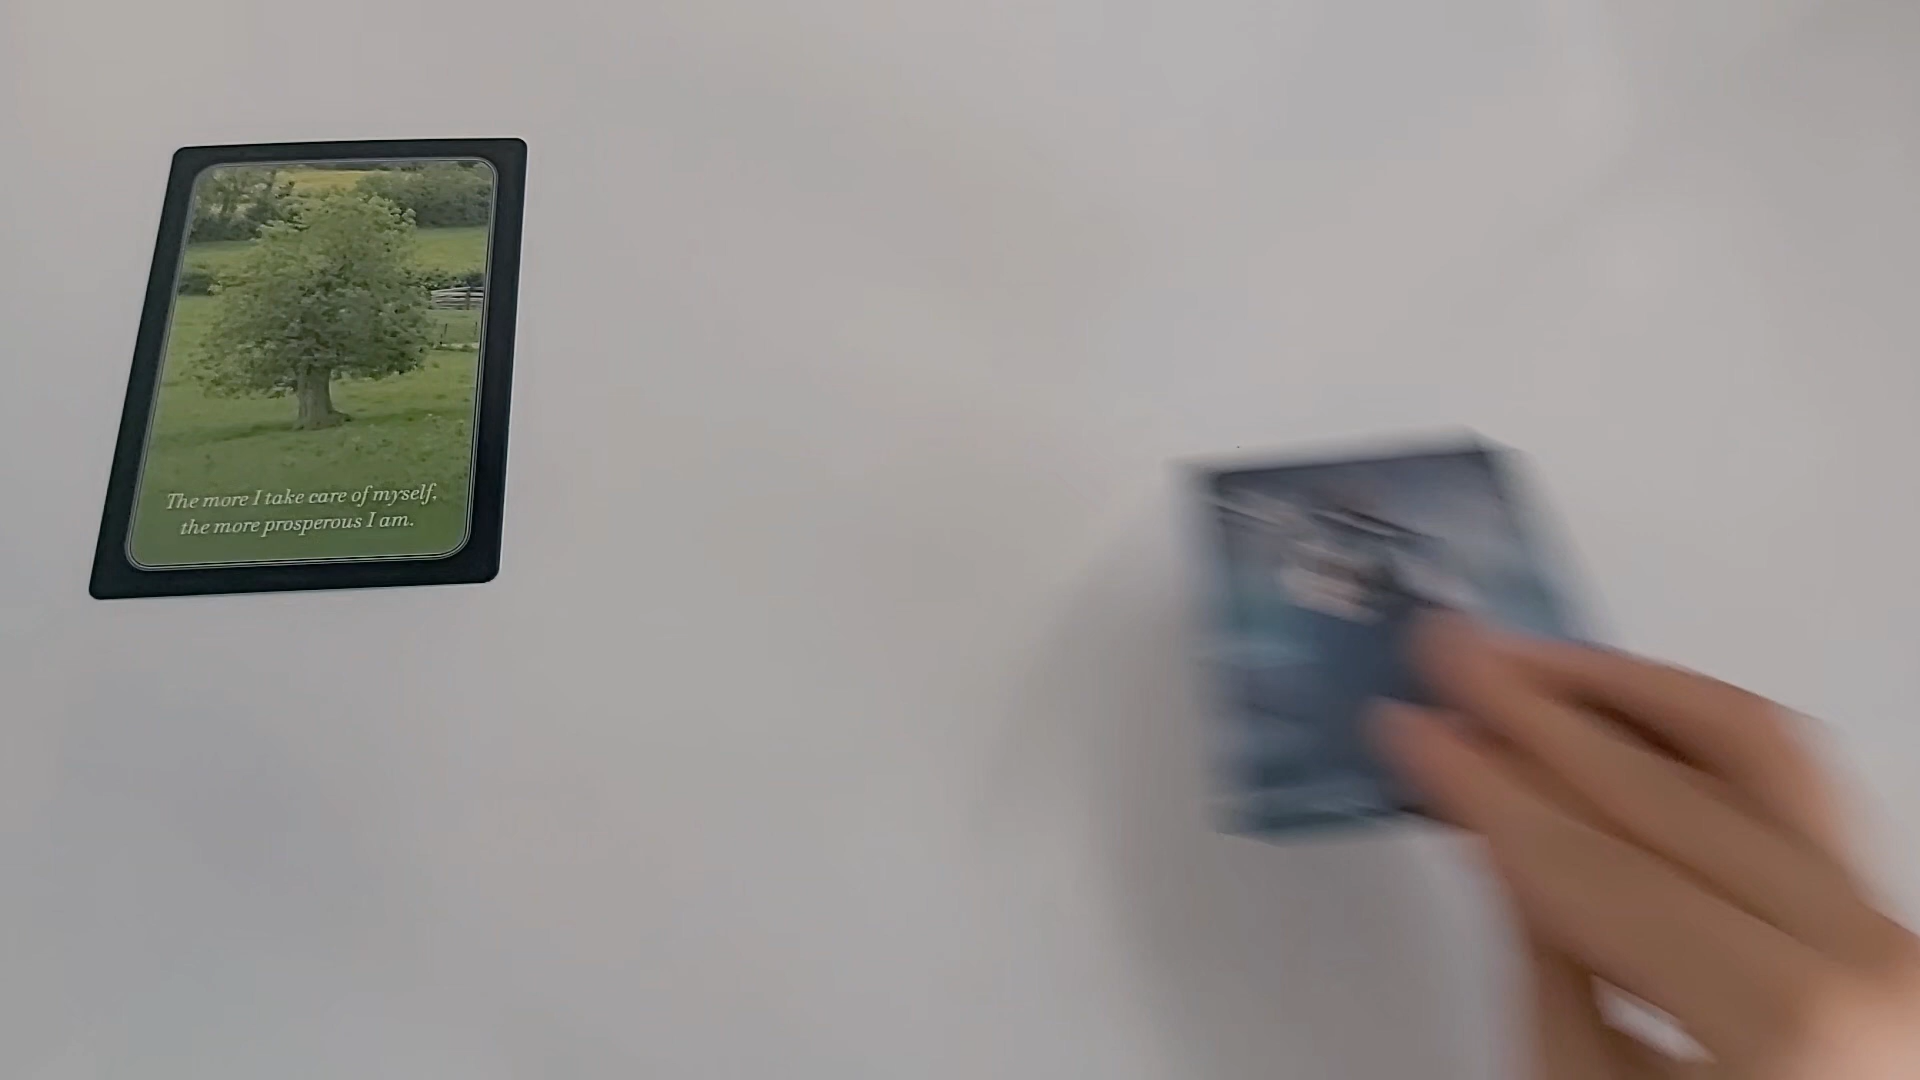 The more I take care of myself,
the more prosperous I am.